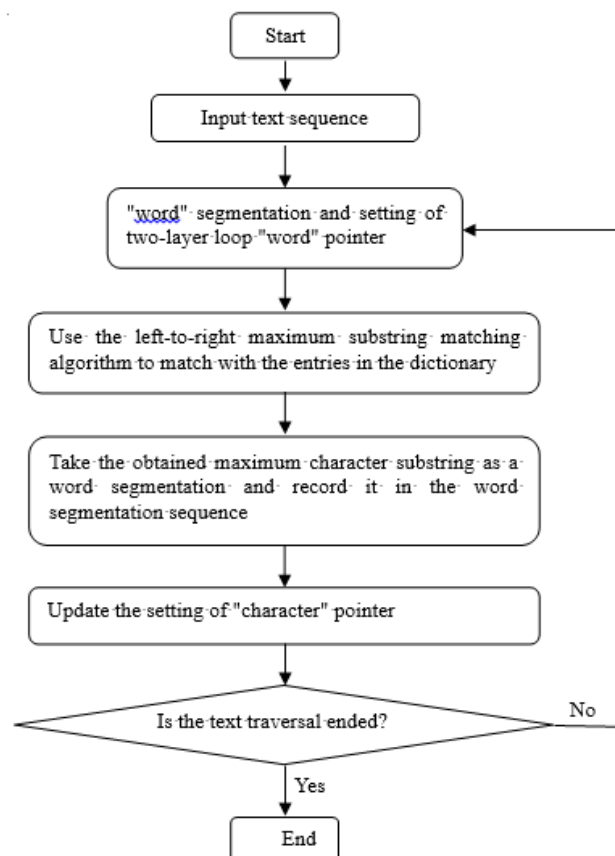 Start
Input text sequence
"word" segmentation and setting of
two-layer loop "word" pointer
Use the left-to-right maximum substring matching
algorithm to match with the entries in the dictionary
Take the obtained maximum character substring as a
word segmentation and record it in the word
segmentation sequence
Update the setting of "character" pointer
Is the text traversal ended?
No
Yes
End